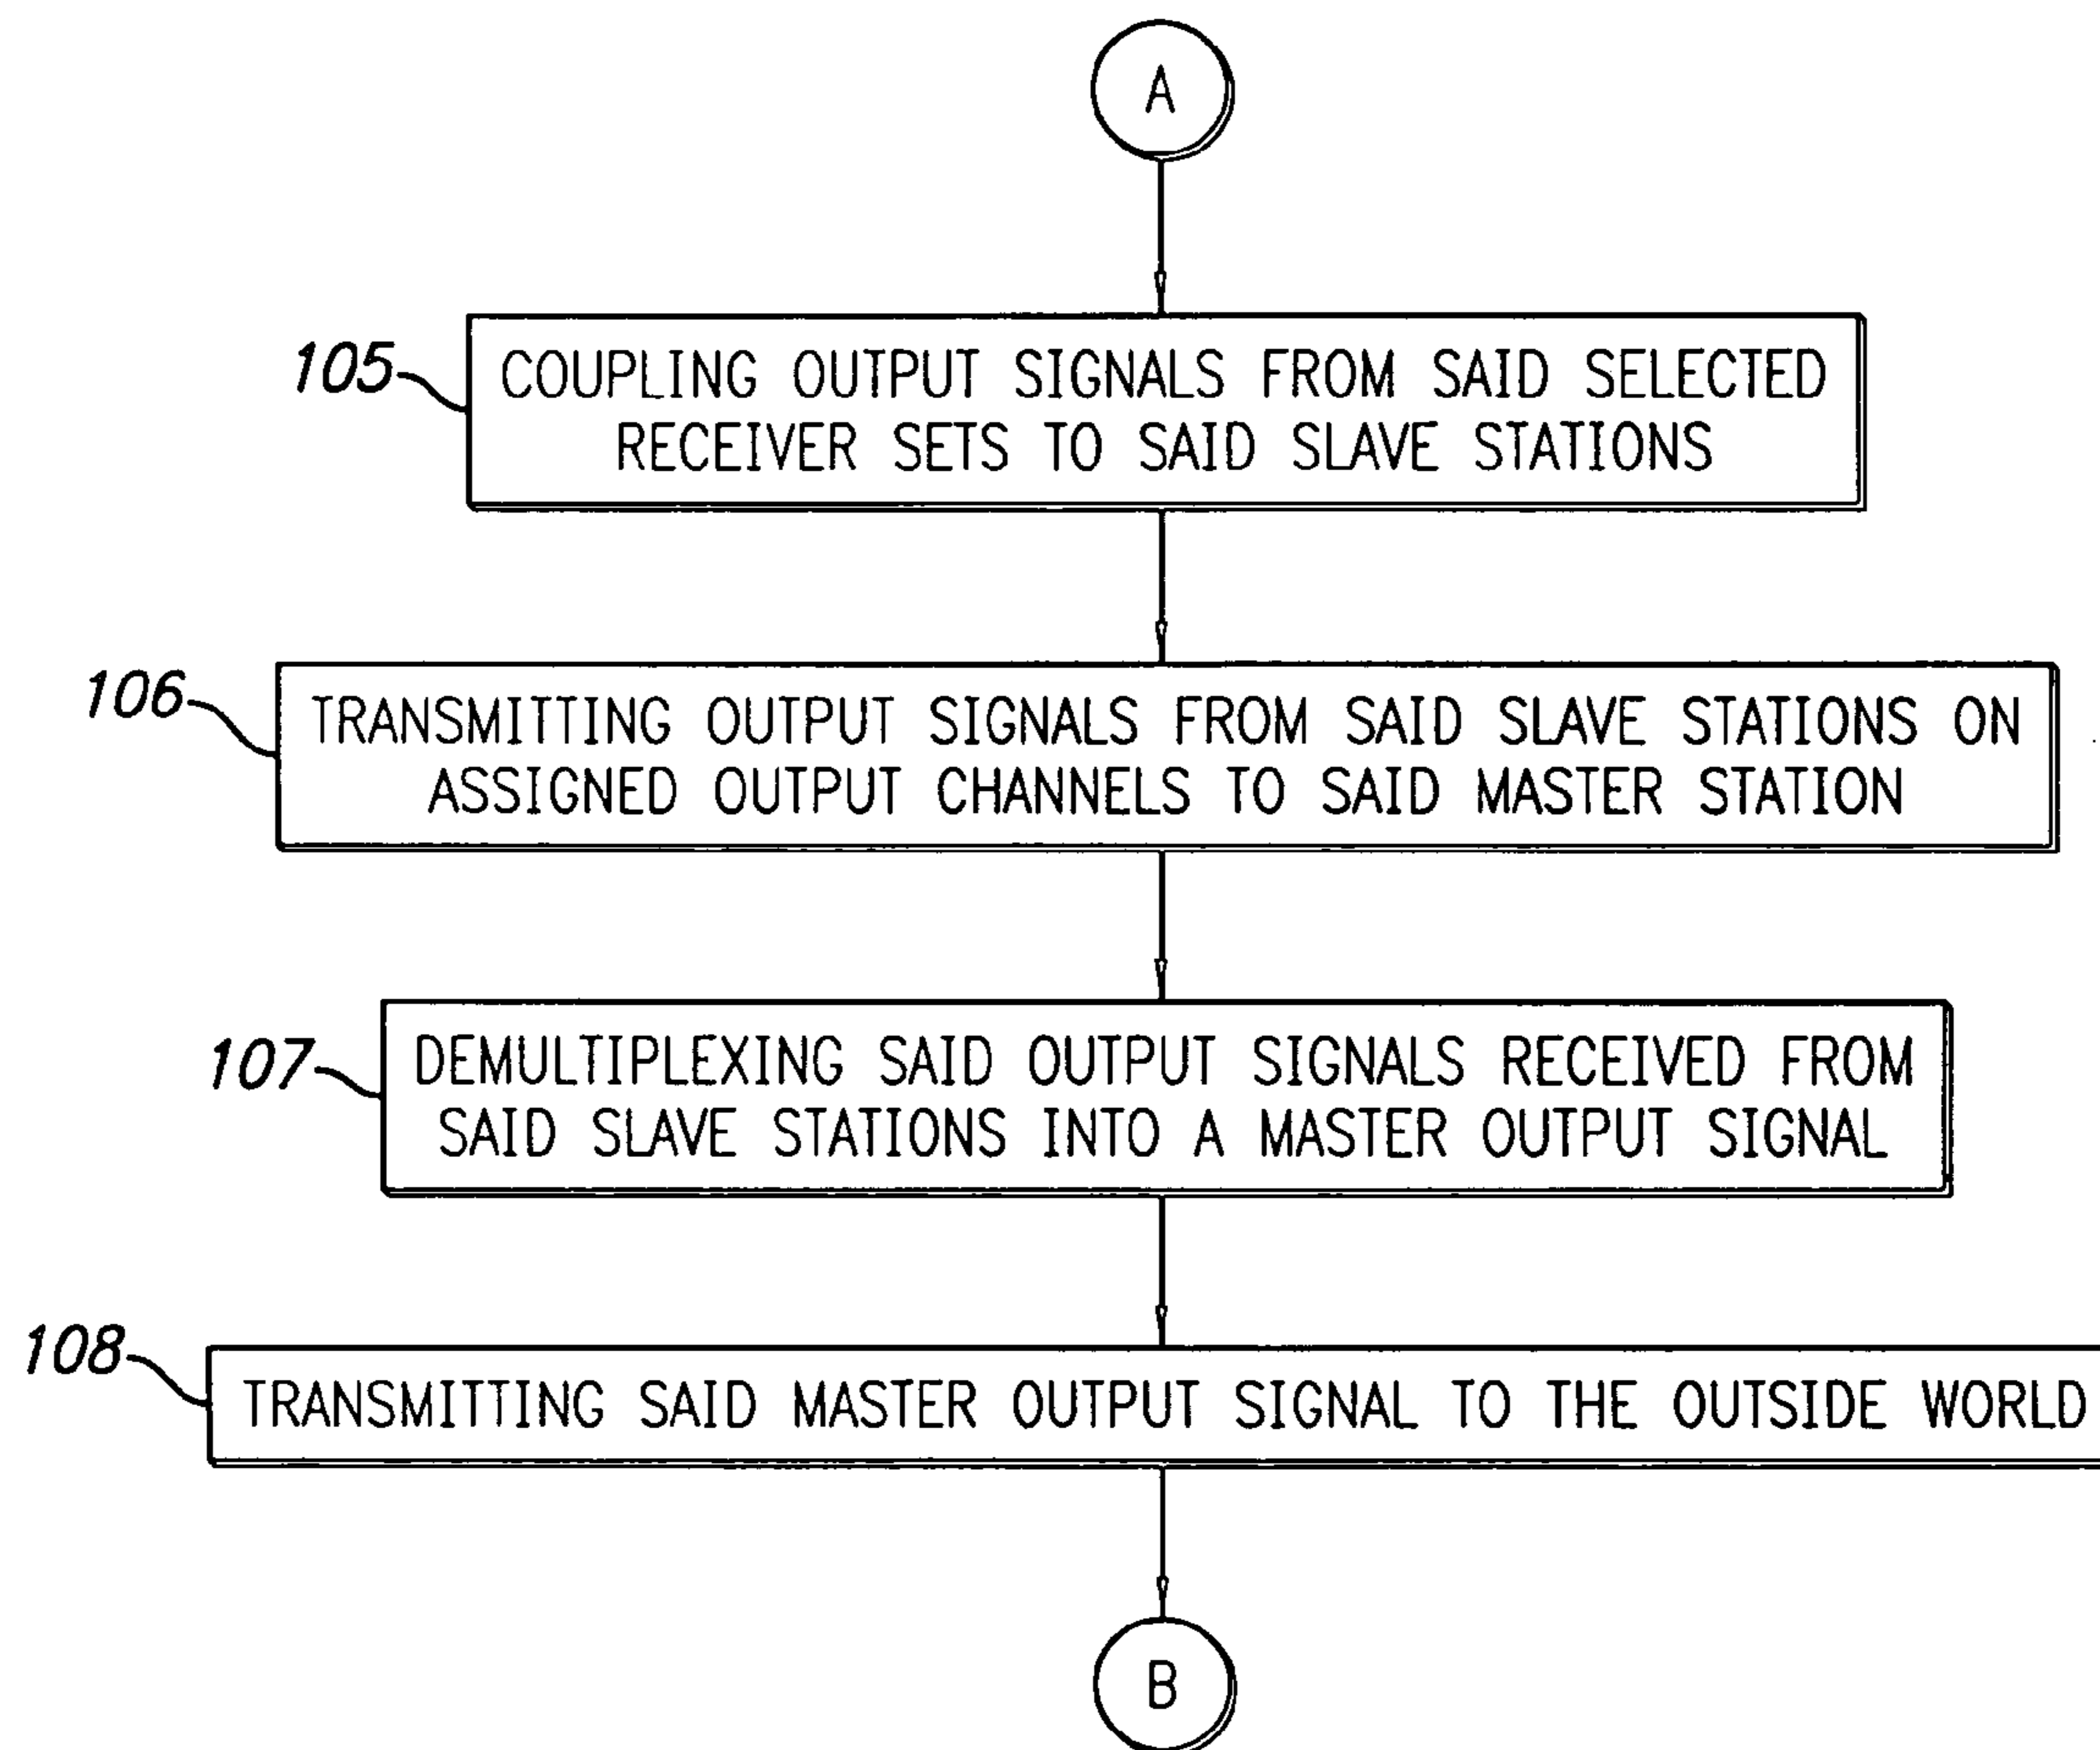 A
105
COUPLING OUTPUT SIGNALS FROM SAID SELECTED
RECEIVER SETS TO SAID SLAVE STATIONS
106
TRANSMITTING OUTPUT SIGNALS FROM SAID SLAVE STATIONS ON
ASSIGNED OUTPUT CHANNELS TO SAID MASTER STATION
107
DEMULTIPLEXING SAID OUTPUT SIGNALS RECEIVED FROM
SAID SLAVE STATIONS INTO A MASTER OUTPUT SIGNAL
108
TRANSMITTING SAID MASTER OUTPUT SIGNAL TO THE OUTSIDE WORLD
B